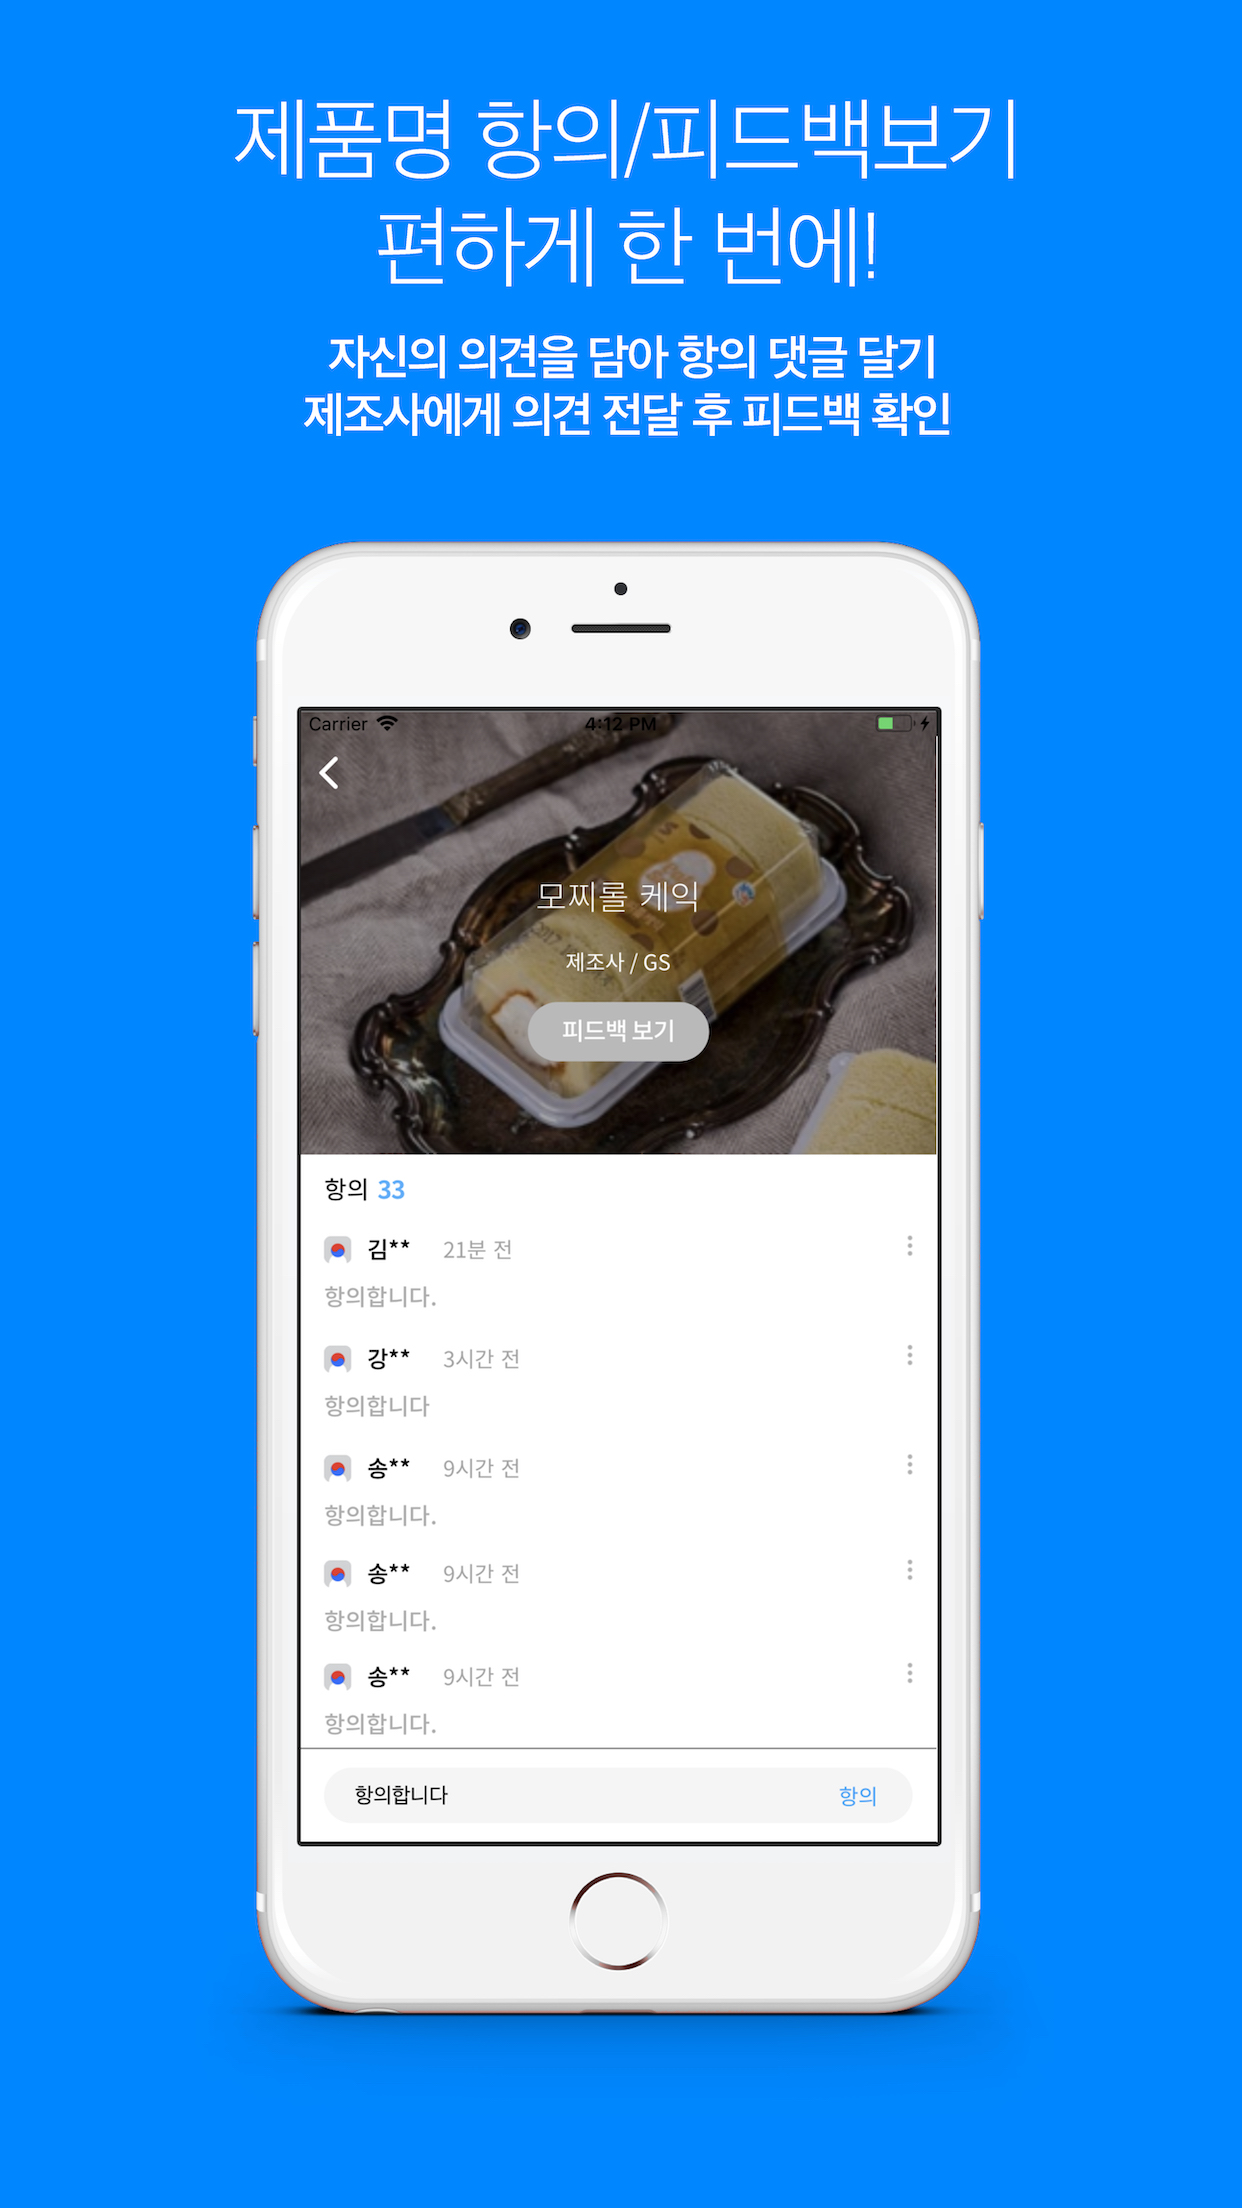 제품명 항의/피드백보기
편하게 한 번에!
자신의 의견을 담아 항의 댓글 달기
제조사에게 의견 전달 후 피드백 확인
Carrier 4:12 PM
모찌롤 케익
제조사 / GS
피드백 보기
항의 33
김** 21분 전
항의합니다.
강** 3시간 전
항의합니다
송** 9시간 전
항의합니다.
송** 9시간 전
항의합니다.
송** 9시간 전
항의합니다.
항의합니다 항의